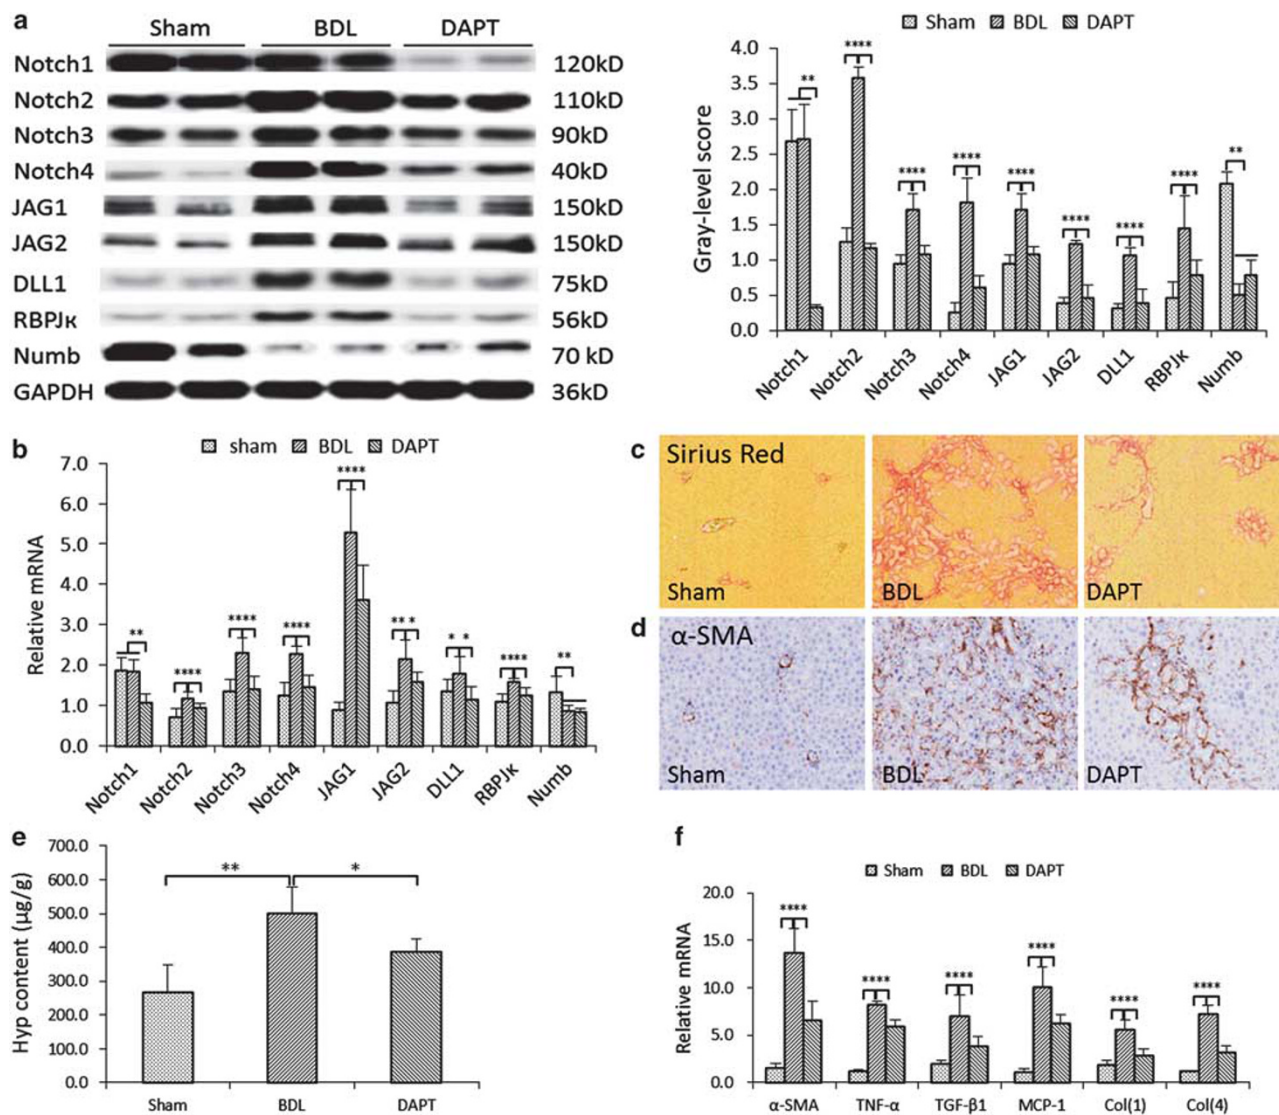 a
Sham BDL DAPT
Notch1 120kD
Notch2 110kD
Notch3 90kD
Notch4 40kD
JAG1 150kD
JAG2 150kD
DLL1 75kD
RBPJκ 56kD
Numb 70 kD
GAPDH 36kD
Sham BDL DAPT
Gray-level score
4.0
3.5
3.0
2.5
2.0
1.5
1.0
0.5
0.0
** **** **** **** **** **** **** **** **
Notch1 Notch2 Notch3 Notch4 JAG1 JAG2 DLL1 RBPJκ Numb
b
sham BDL DAPT
Relative mRNA
7.0
6.0
5.0
4.0
3.0
2.0
1.0
0.0
** **** **** **** **** ** * * * **** **
Notch1 Notch2 Notch3 Notch4 JAG1 JAG2 DLL1 RBPJκ Numb
c
Sirius Red
Sham BDL DAPT
d
α-SMA
Sham BDL DAPT
e
Hyp content (μg/g)
700.0
600.0
500.0
400.0
300.0
200.0
100.0
0.0
** *
Sham BDL DAPT
f
Sham BDL DAPT
Relative mRNA
20.0
15.0
10.0
5.0
0.0
**** **** **** **** **** ****
α-SMA TNF-α TGF-β1 MCP-1 Col(1) Col(4)